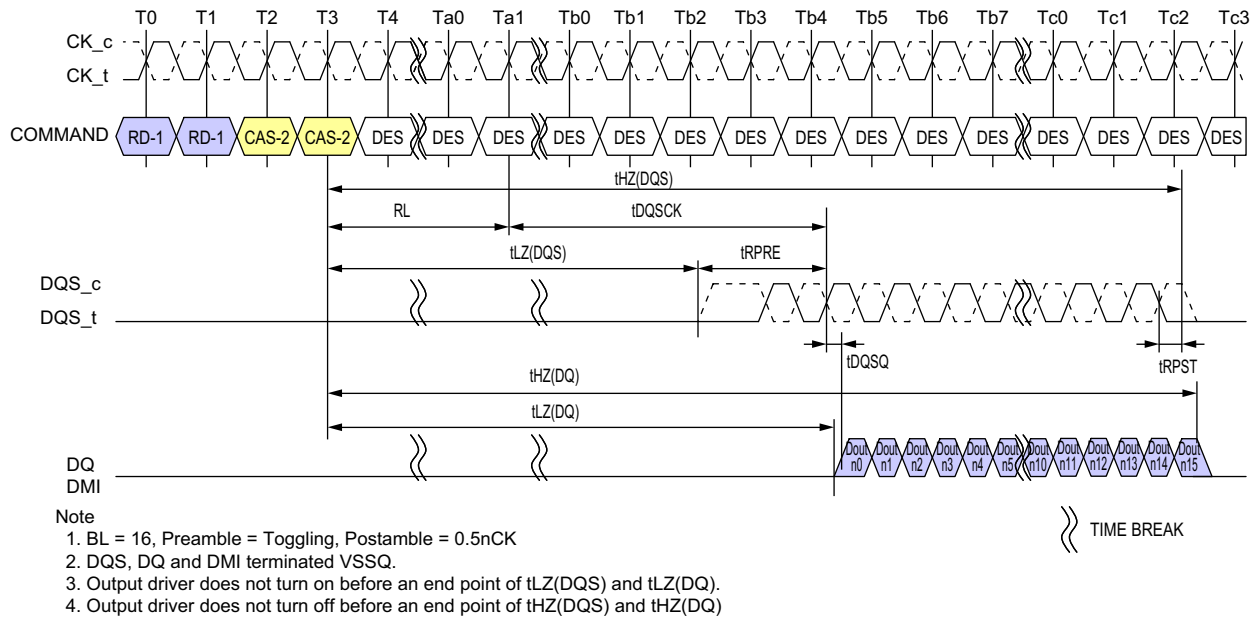 T0 T1 T2 T3 T4 Ta0 Ta1 Tb0 Tb1 Tb2 Tb3 Tb4 Tb5 Tb6 Tb7 Tc0 Tc1 Tc2 Tc3
CK_c
CK_t
COMMAND RD-1 RD-1 CAS-2 CAS-2 DES DES DES DES DES DES DES DES DES DES DES DES DES DES DES
tHZ(DQS)
RL tDQSCK
tLZ(DQS) tRPRE
DQS_c
DQS_t
tDQSQ tRPST
tHZ(DQ)
tLZ(DQ)
Dout Dout Dout Dout Dout Dout Dout Dout Dout Dout Dout Dout
n0 n1 n2 n3 n4 n5 n10 n11 n12 n13 n14 n15
DQ
DMI
Note
1. BL = 16, Preamble = Toggling, Postamble = 0.5nCK
2. DQS, DQ and DMI terminated VSSQ.
3. Output driver does not turn on before an end point of tLZ(DQS) and tLZ(DQ).
4. Output driver does not turn off before an end point of tHZ(DQS) and tHZ(DQ)
TIME BREAK